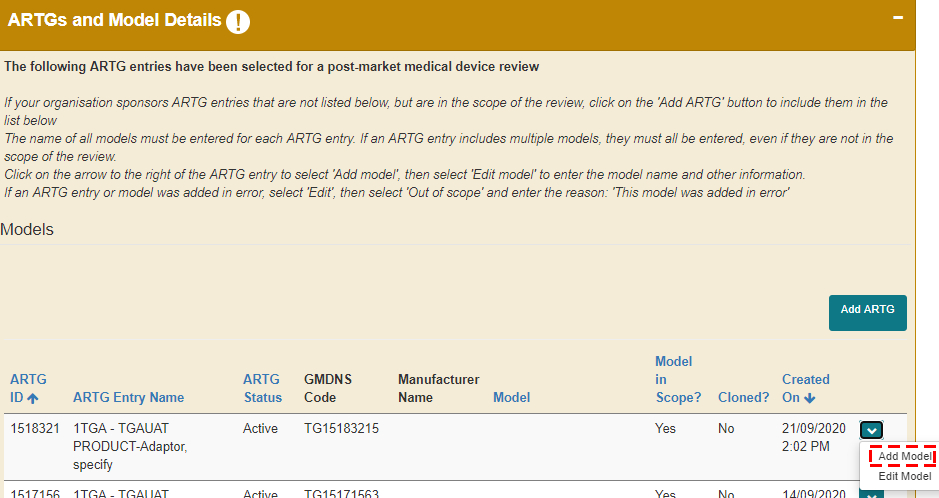 ARTGs and Model Details !
The following ARTG entries have been selected for a post-market medical device review
If your organisation sponsors ARTG entries that are not listed below, but are in the scope of the review, click on the 'Add ARTG' button to include them in the
list below
The name of all models must be entered for each ARTG entry. If an ARTG entry includes multiple models, they must all be entered, even if they are not in the
scope of the review.
Click on the arrow to the right of the ARTG entry to select 'Add model', then select 'Edit model' to enter the model name and other information.
If an ARTG entry or model was added in error, select 'Edit', then select 'Out of scope' and enter the reason: 'This model was added in error'
Models
Add ARTG
Model
ARTG ARTG GMDNS Manufacturer in Created
ID ARTG Entry Name Status Code Name Model Scope? Cloned? On
1518321 1TGA - TGAUAT Active TG15183215 Yes No 21/09/2020
PRODUCT-Adaptor, 2:02 PM
specify
Add Model
Edit Model
1517156 1TGA - TGAUAT Active TG15171563 Yes No 14/09/2020